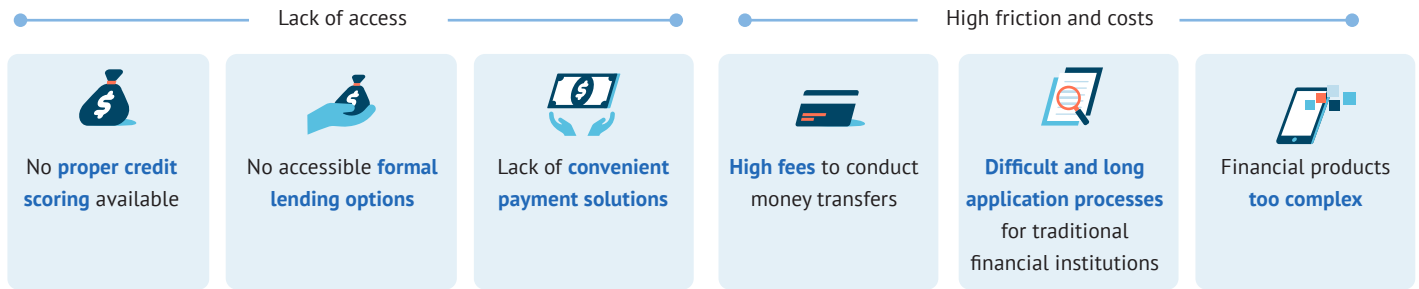 Lack of access
High friction and costs
No proper credit
scoring available
No accessible formal
lending options
Lack of convenient
payment solutions
High fees to conduct
money transfers
Difficult and long
application processes
for traditional
financial institutions
Financial products
too complex